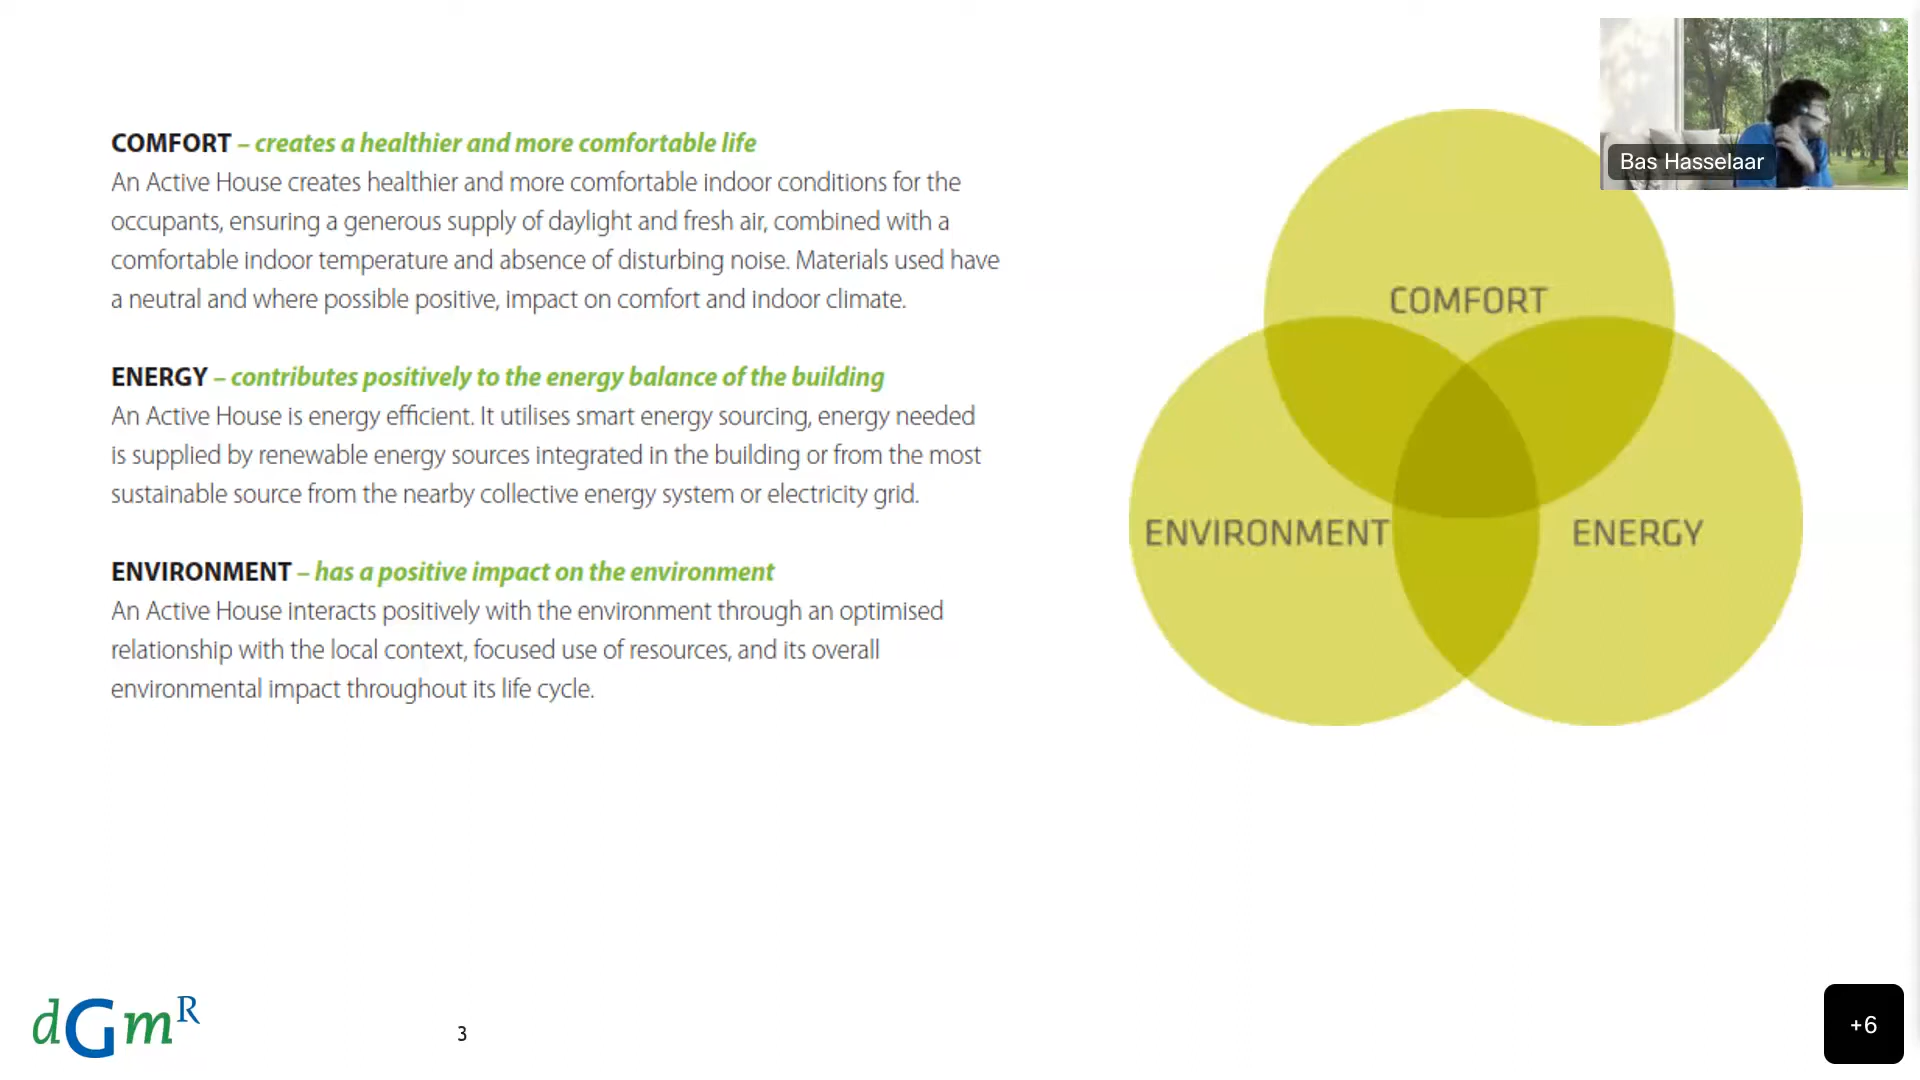 COMFORT – creates a healthier and more comfortable life
An Active House creates healthier and more comfortable indoor conditions for the
occupants, ensuring a generous supply of daylight and fresh air, combined with a
comfortable indoor temperature and absence of disturbing noise. Materials used have
a neutral and where possible positive, impact on comfort and indoor climate.
ENERGY – contributes positively to the energy balance of the building
An Active House is energy efficient. It utilises smart energy sourcing, energy needed
is supplied by renewable energy sources integrated in the building or from the most
sustainable source from the nearby collective energy system or electricity grid.
ENVIRONMENT – has a positive impact on the environment
An Active House interacts positively with the environment through an optimised
relationship with the local context, focused use of resources, and its overall
environmental impact throughout its life cycle.
COMFORT
ENVIRONMENT
ENERGY
Bas Hasselaar
dGmR
3
+6